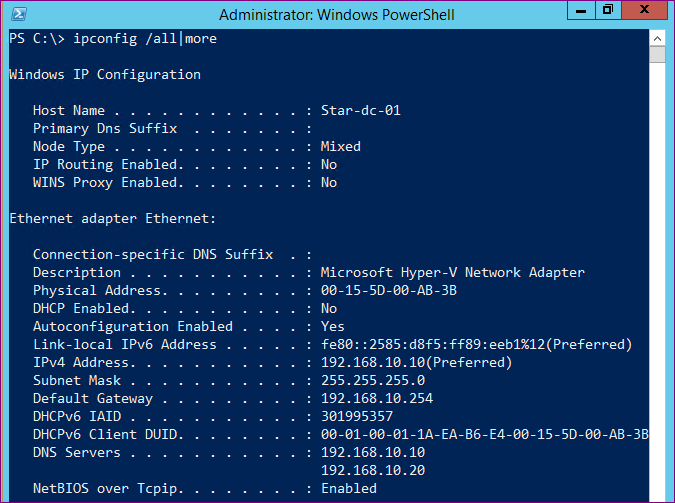 Administrator: Windows PowerShell
PS C:\> ipconfig /all|more
Windows IP Configuration
Host Name . . . . . . . . . . . . : Star-dc-01
Primary Dns Suffix  . . . . . . . :
Node Type . . . . . . . . . . . . : Mixed
IP Routing Enabled. . . . . . . . : No
WINS Proxy Enabled. . . . . . . . : No
Ethernet adapter Ethernet:
Connection-specific DNS Suffix  . :
Description . . . . . . . . . . . : Microsoft Hyper-V Network Adapter
Physical Address. . . . . . . . . : 00-15-5D-00-AB-3B
DHCP Enabled. . . . . . . . . . . : No
Autoconfiguration Enabled . . . . : Yes
Link-local IPv6 Address . . . . . : fe80::2585:d8f5:ff89:eeb1%12(Preferred)
IPv4 Address. . . . . . . . . . . : 192.168.10.10(Preferred)
Subnet Mask . . . . . . . . . . . : 255.255.255.0
Default Gateway . . . . . . . . . : 192.168.10.254
DHCPv6 IAID . . . . . . . . . . . : 301995357
DHCPv6 Client DUID. . . . . . . . : 00-01-00-01-1A-EA-B6-E4-00-15-5D-00-AB-3B
DNS Servers . . . . . . . . . . . : 192.168.10.10
192.168.10.20
NetBIOS over Tcpip. . . . . . . . : Enabled